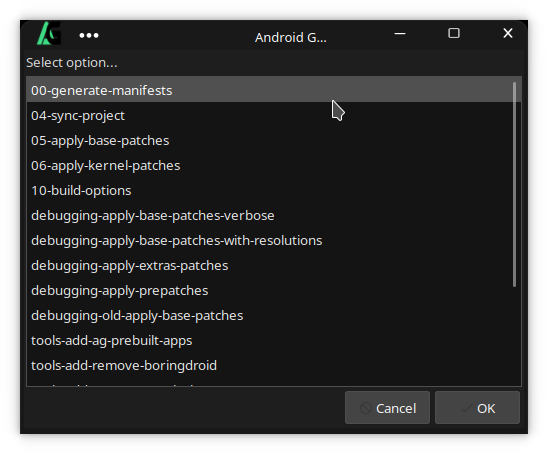 AG
Android G...
Select option...
00-generate-manifests
04-sync-project
05-apply-base-patches
06-apply-kernel-patches
10-build-options
debugging-apply-base-patches-verbose
debugging-apply-base-patches-with-resolutions
debugging-apply-extras-patches
debugging-apply-prepatches
debugging-old-apply-base-patches
tools-add-ag-prebuilt-apps
tools-add-remove-boringdroid
Cancel
OK